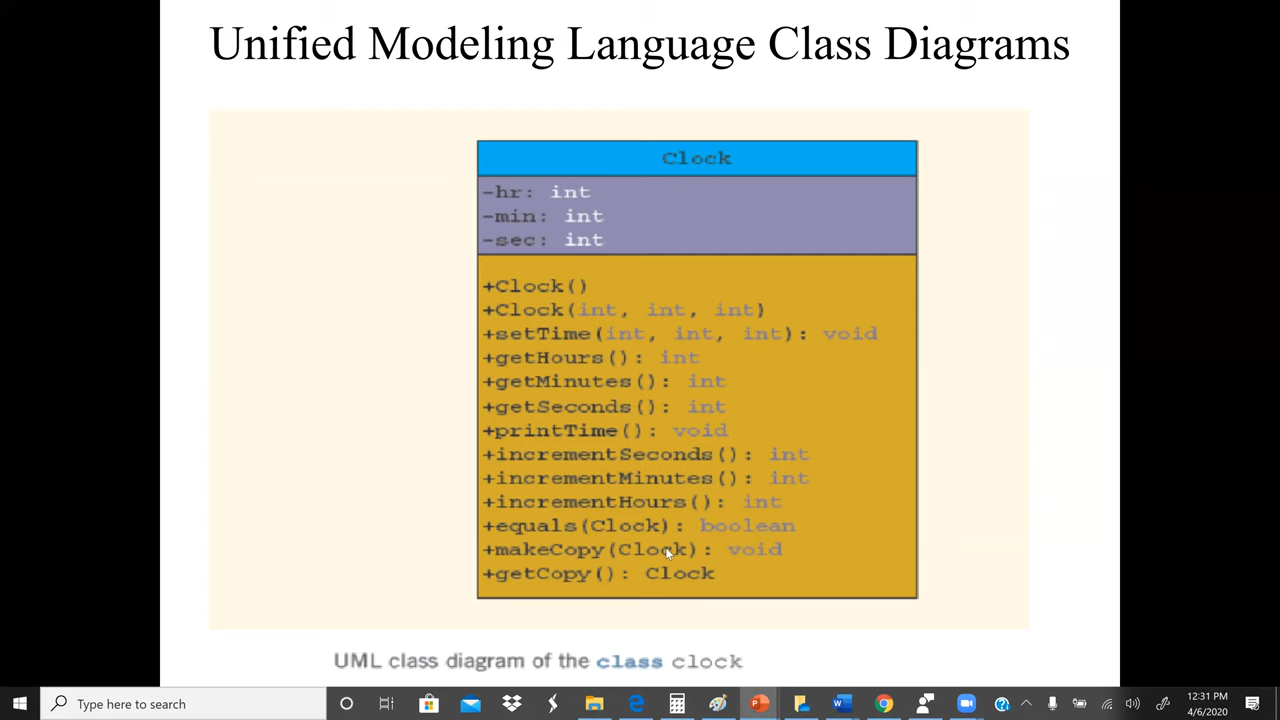 Unified Modeling Language Class Diagrams
Clock
-hr: int
-min: int
-sec: int
+Clock()
+Clock(int, int, int)
+setTime(int, int, int): void
+getHours(): int
+getMinutes(): int
+getSeconds(): int
+printTime(): void
+incrementSeconds(): int
+incrementMinutes(): int
+incrementHours(): int
+equals(Clock): boolean
+makeCopy(Clock): void
+getCopy(): Clock
UML class diagram of the class clock
Type here to search
12:31 PM
4/6/2020